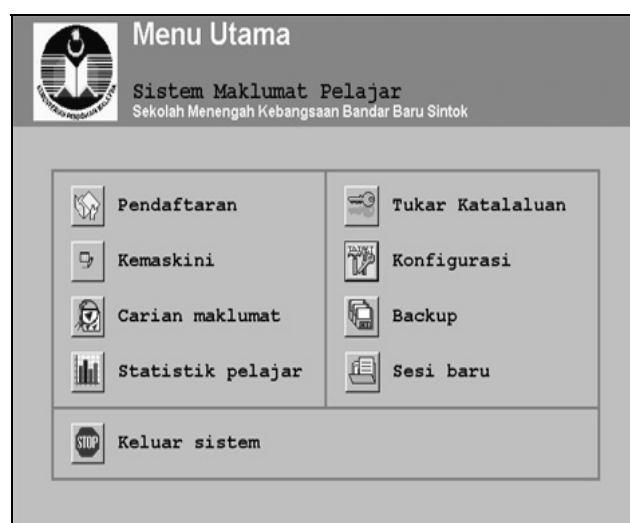 Menu Utama
Sistem Maklumat Pelajar
Sekolah Menengah Kebangsaan Bandar Baru Sintok
Pendaftaran
Kemaskini
Carian maklumat
Statistik pelajar
Tukar Katalaluan
Konfigurasi
Backup
Sesi baru
STOP
Keluar sistem